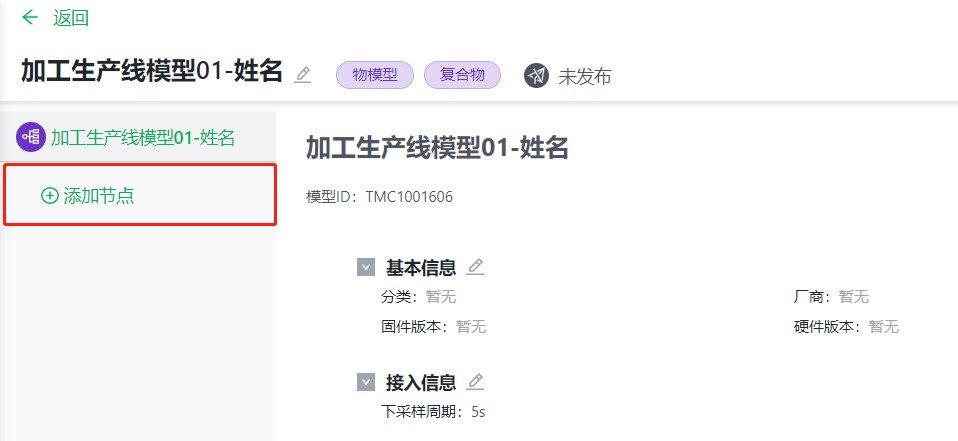 返回
加工生产线模型01-姓名 物模型 复合物 未发布
加工生产线模型01-姓名
添加节点
加工生产线模型01-姓名
模型ID：TMC1001606
基本信息
分类：暂无 厂商：暂无
固件版本：暂无 硬件版本：暂无
接入信息
下采样周期：5s